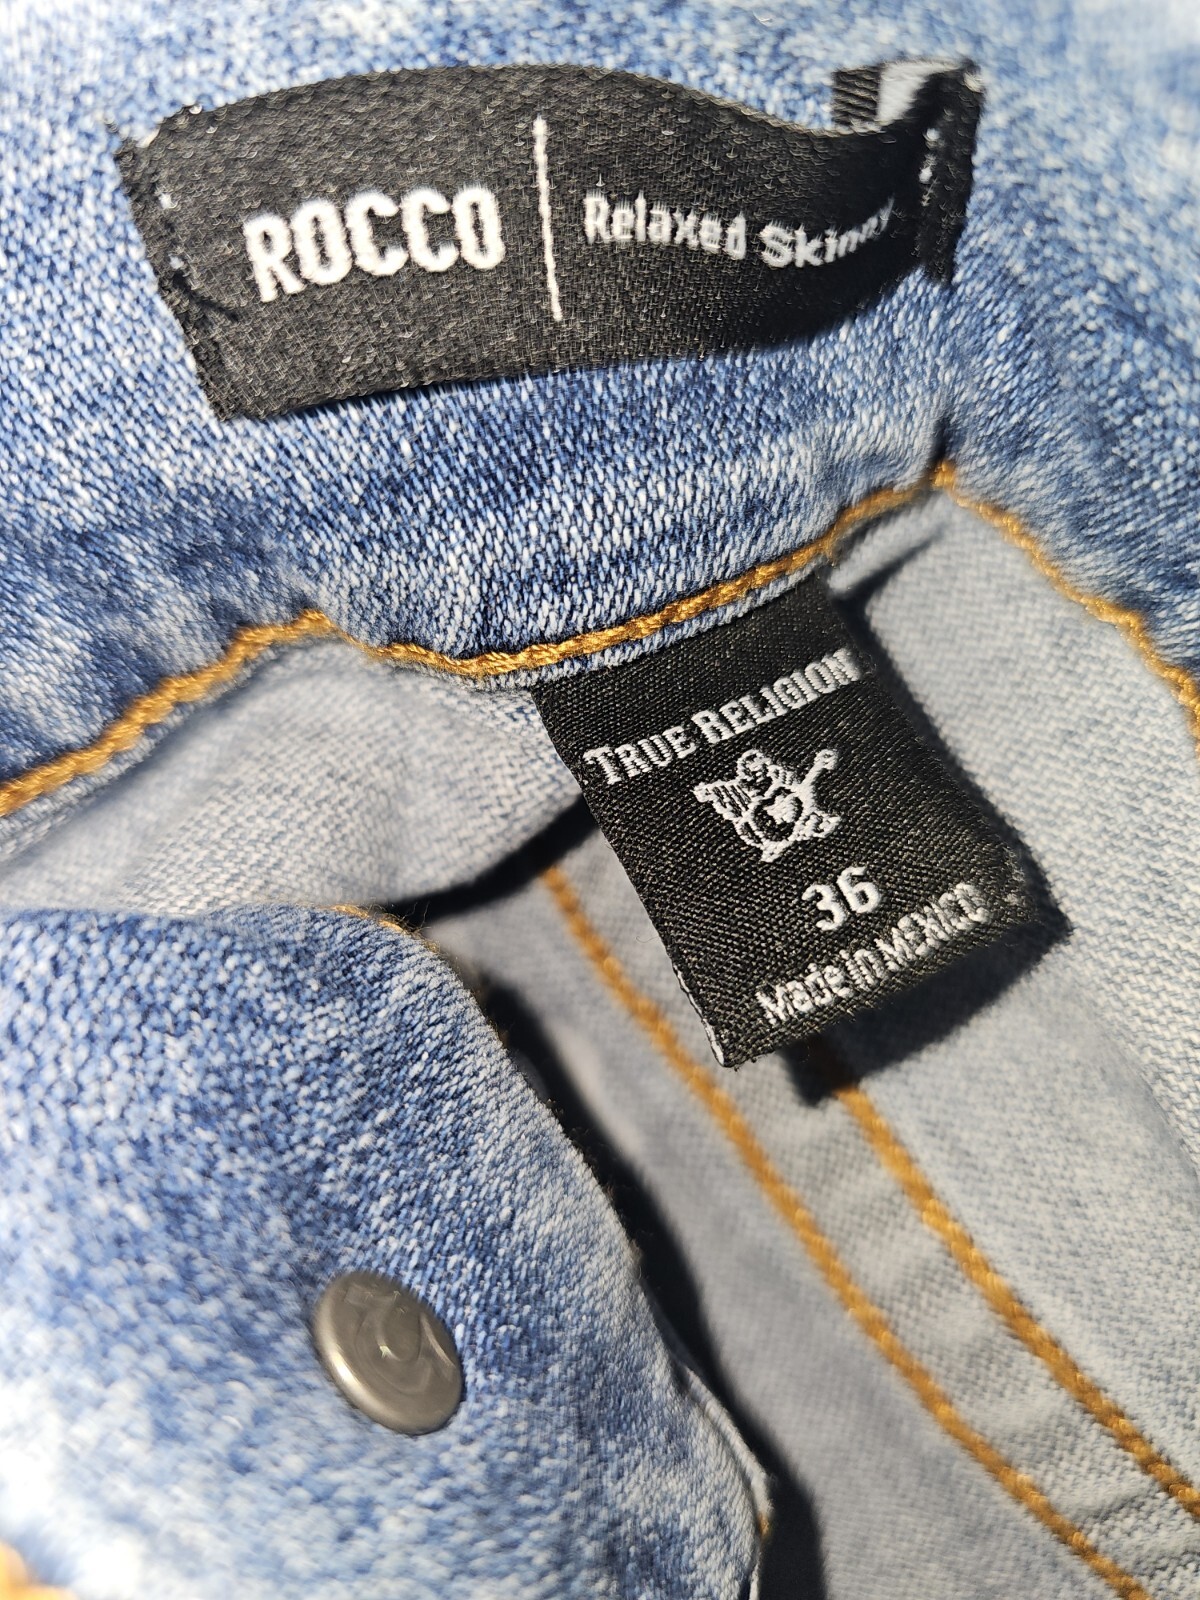 ROCCO
Relaxed Skinny
TRUE RELIGION
36
Made in MEXICO